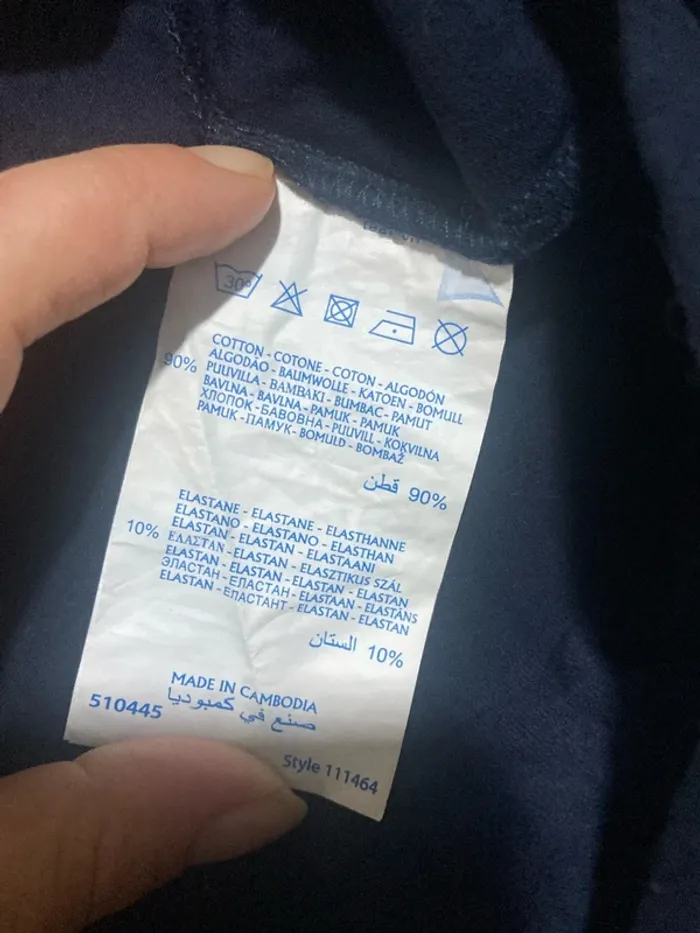 30°
COTTON - COTONE - COTON - ALGODÓN
ALGODÃO - BAUMWOLLE - KATOEN - BOMULL
90% PUUVILLA - BAMBAKI - BUMBAC - PAMUT
BAVLNA - BAVLNA - PAMUK - PAMUK
ХЛОПОК - БАВОВНА - PUUVILL - KOKVILNA
PAMUK - ПАМУК - BOMULD - BOMBAŽ
90% قطن
ELASTANE - ELASTANE - ELASTHANNE
ELASTANO - ELASTANO - ELASTHAN
ELASTAN - ELASTAN - ELASTAANI
10% ΕΛΑΣΤΑΝ - ELASTAN - ELASZTIKUS SZÁL
ELASTAN - ELASTAN - ELASTAN - ELASTAN
ЭЛАСТАН - ЕЛАСТАН - ELASTAAN - ELASTĀNS
ELASTAN - ЕЛАСТАНТ - ELASTAN - ELASTAN
10% الستان
MADE IN CAMBODIA
510445 صنع في كمبوديا
Style 111464